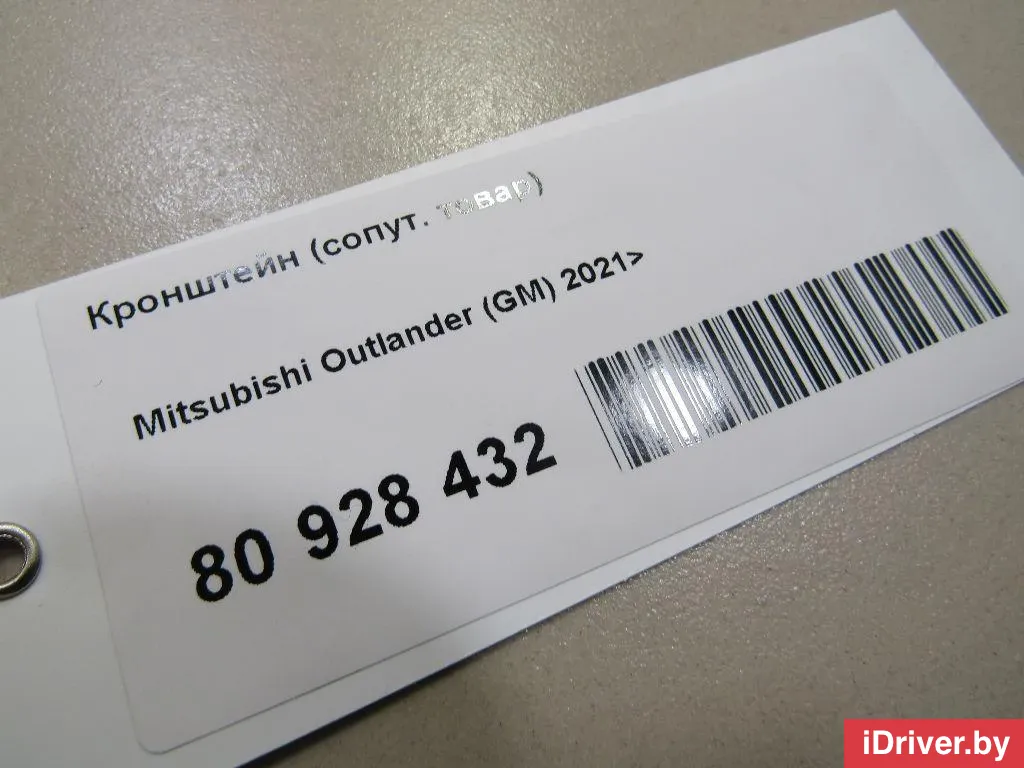 Кронштейн (сопут. товар)
Mitsubishi Outlander (GM) 2021>
80 928 432
iDriver.by